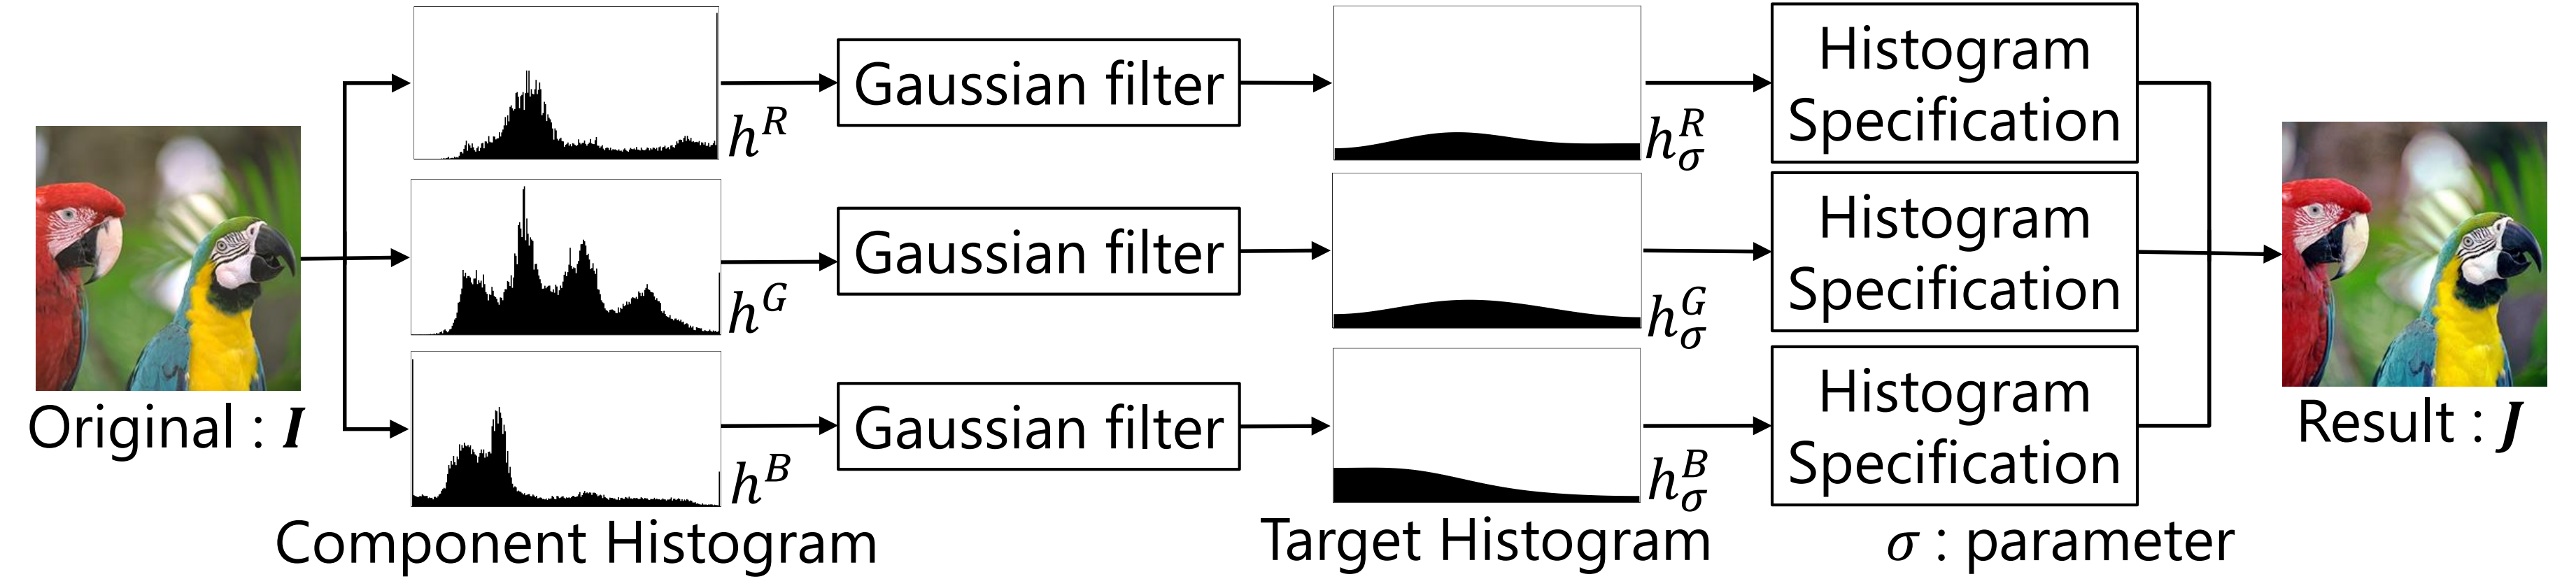 Original : I
h^R
h^G
h^B
Component Histogram
Gaussian filter
Gaussian filter
Gaussian filter
h_σ^R
h_σ^G
h_σ^B
Target Histogram
Histogram
Specification
Histogram
Specification
Histogram
Specification
σ : parameter
Result : J